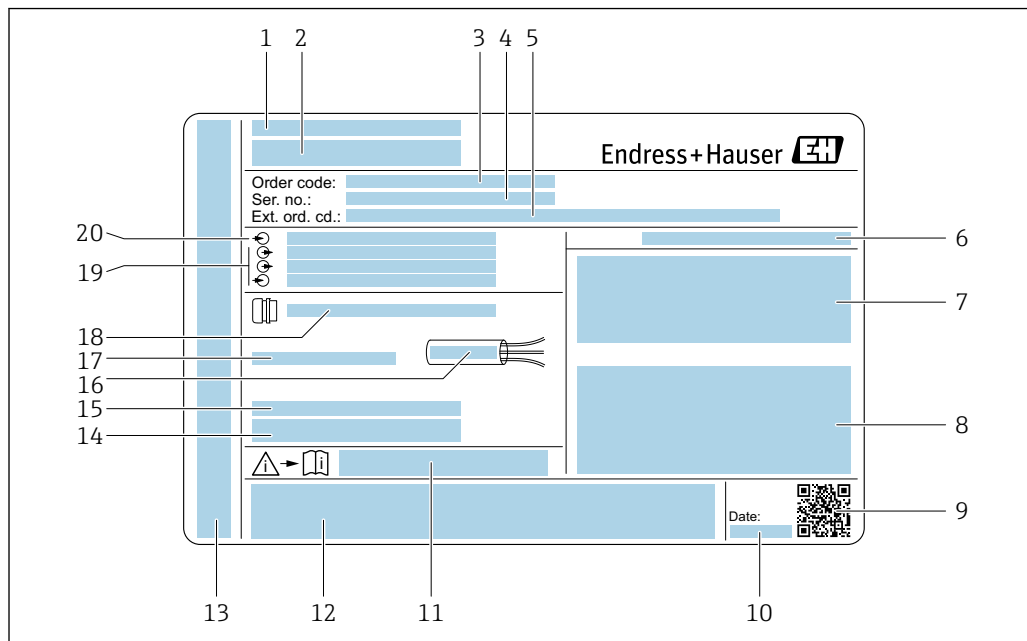 1 2 3 4 5
Endress+Hauser EH
Order code:
Ser. no.:
Ext. ord. cd.:
20
6
19
7
18
17
16
15
14
8
i i
Date:
9
13 12 11 10